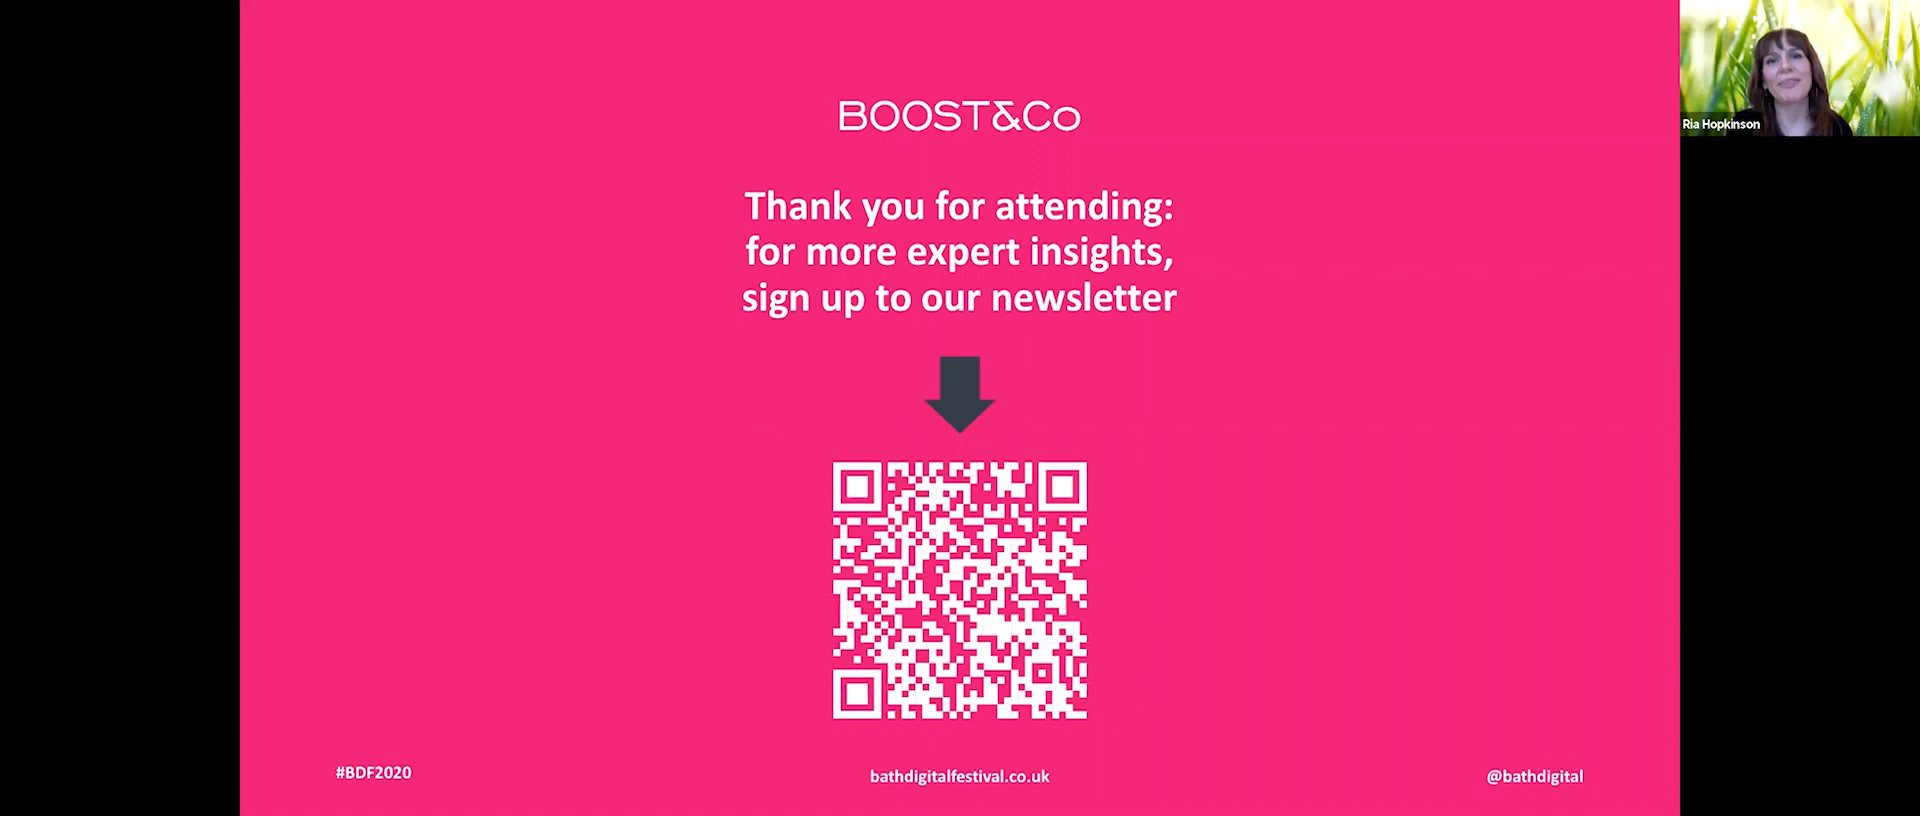 BOOST&Co
Ria Hopkinson
Thank you for attending:
for more expert insights,
sign up to our newsletter
#BDF2020
bathdigitalfestival.co.uk
@bathdigital